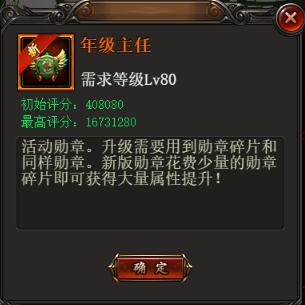 新
年级主任
需求等级Lv80
初始评分：408080
最高评分：16731280
活动勋章。升级需要用到勋章碎片和
同样勋章。新版勋章花费少量的勋章
碎片即可获得大量属性提升！
确定